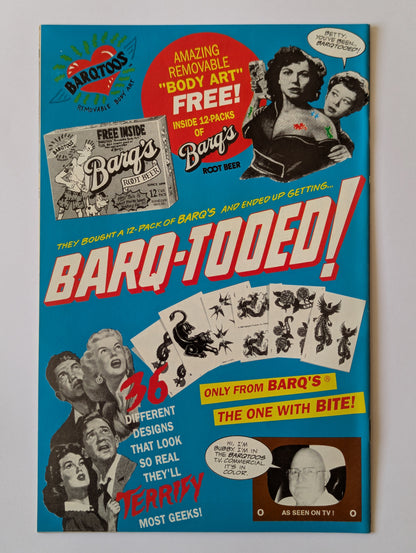 BARQTOOS
REMOVABLE BODY ART
AMAZING
REMOVABLE
"BODY ART"
FREE!
INSIDE 12-PACKS
OF
Barq's
ROOT BEER
BETTY,
YOU'VE BEEN
BARQTOOED!
FREE INSIDE
Barq's
ROOT BEER
12
THEY BOUGHT A 12-PACK OF BARQ'S AND ENDED UP GETTING...
BARQ-TOOED!
36
DIFFERENT
DESIGNS
THAT LOOK
SO REAL
THEY'LL
TERRIFY
MOST GEEKS!
ONLY FROM BARQ'S ®
THE ONE WITH BITE!
HI, I'M
BUBBY. I'M IN
THE BARQTOOS
T.V. COMMERCIAL.
IT'S IN
COLOR.
AS SEEN ON TV!